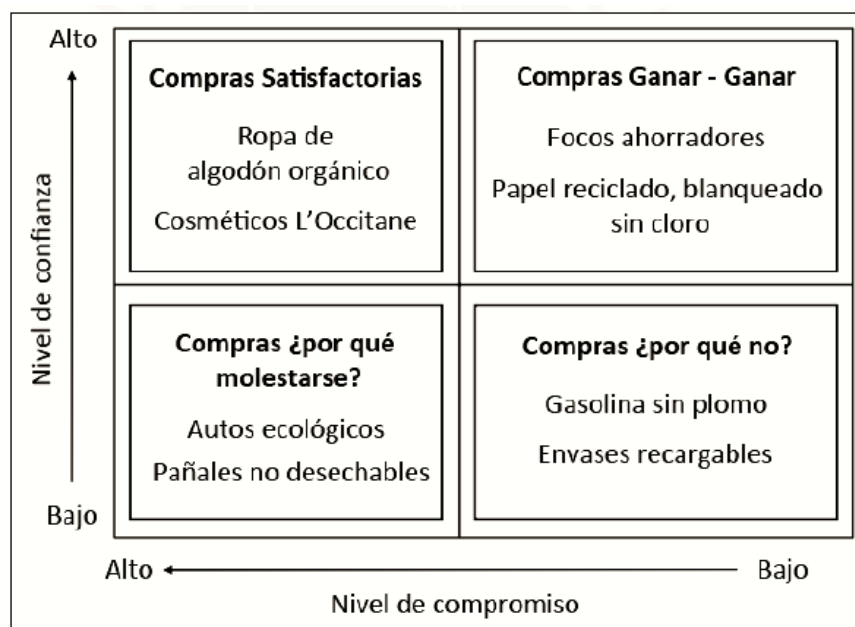 Alto
Compras Satisfactorias
Ropa de
algodón orgánico
Cosméticos L'Occitane
Compras Ganar - Ganar
Focos ahorradores
Papel reciclado, blanqueado
sin cloro
Nivel de confianza
Compras ¿por qué
molestarse?
Autos ecológicos
Pañales no desechables
Compras ¿por qué no?
Gasolina sin plomo
Envases recargables
Bajo
Alto
Bajo
Nivel de compromiso